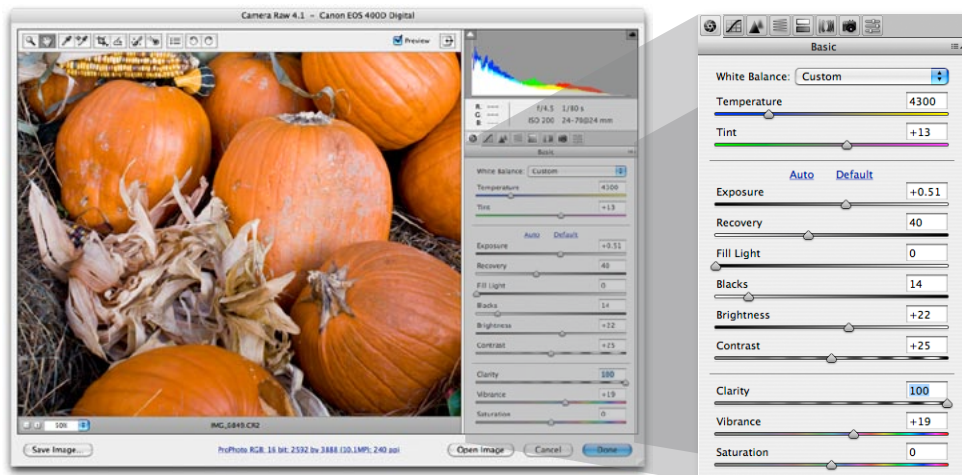 Camera Raw 4.1 – Canon EOS 400D Digital
Preview
R: ---
G: ---
B: ---
f/4.5 1/80 s
ISO 200 24-70@24 mm
Basic
White Balance: Custom
Temperature 4300
Tint +13
Auto Default
Exposure +0.51
Recovery 40
Fill Light 0
Blacks 14
Brightness +22
Contrast +25
Clarity 100
Vibrance +19
Saturation 0
50%
IMG_6849.CR2
Save Image...
ProPhoto RGB; 16 bit; 2592 by 3888 (10.1MP); 240 ppi
Open Image
Cancel
Done
Basic
White Balance: Custom
Temperature 4300
Tint +13
Auto Default
Exposure +0.51
Recovery 40
Fill Light 0
Blacks 14
Brightness +22
Contrast +25
Clarity 100
Vibrance +19
Saturation 0